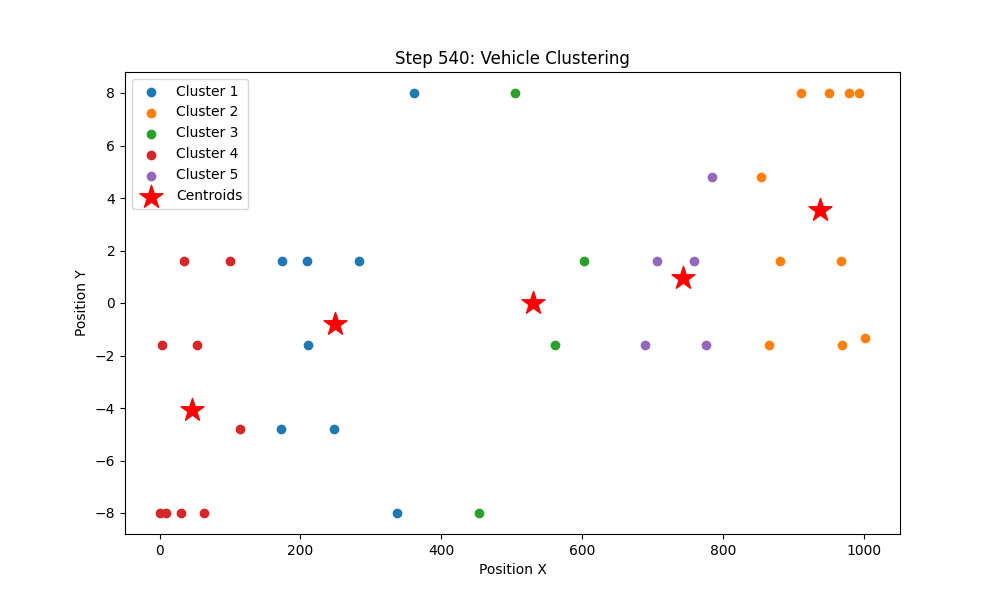 Step 540: Vehicle Clustering
Cluster 1
Cluster 2
Cluster 3
Cluster 4
Cluster 5
Centroids
Position Y
8
6
4
2
0
−2
−4
−6
−8
0 200 400 600 800 1000
Position X